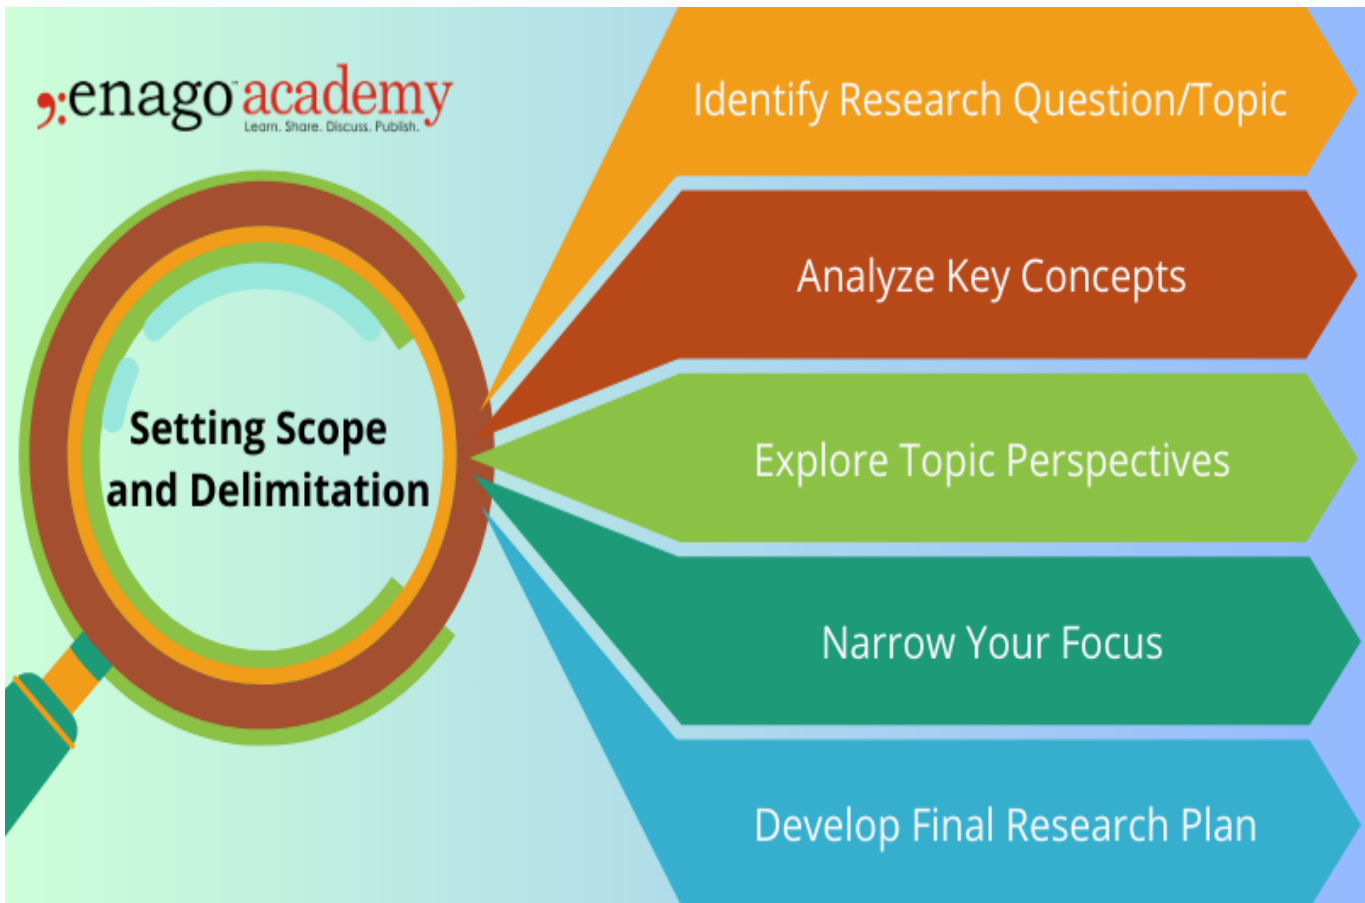 enago academy
Learn. Share. Discuss. Publish.
Setting Scope
and Delimitation
Identify Research Question/Topic
Analyze Key Concepts
Explore Topic Perspectives
Narrow Your Focus
Develop Final Research Plan